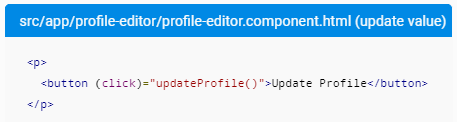 src/app/profile-editor/profile-editor.component.html (update value)
<p>
  <button (click)="updateProfile()">Update Profile</button>
</p>